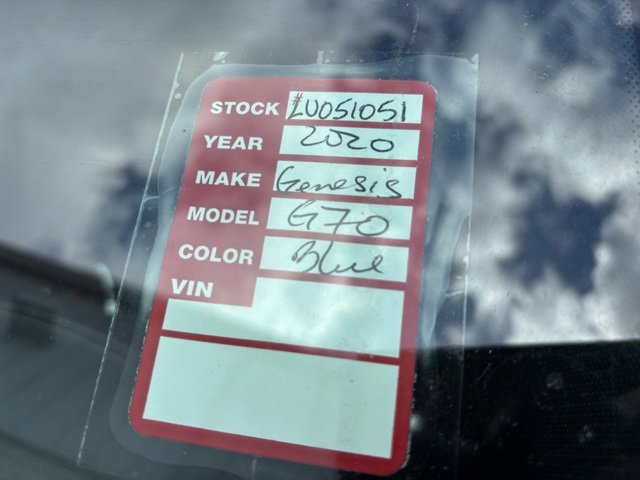 STOCK #LU051051
YEAR 2020
MAKE Genesis
MODEL G70
COLOR Blue
VIN